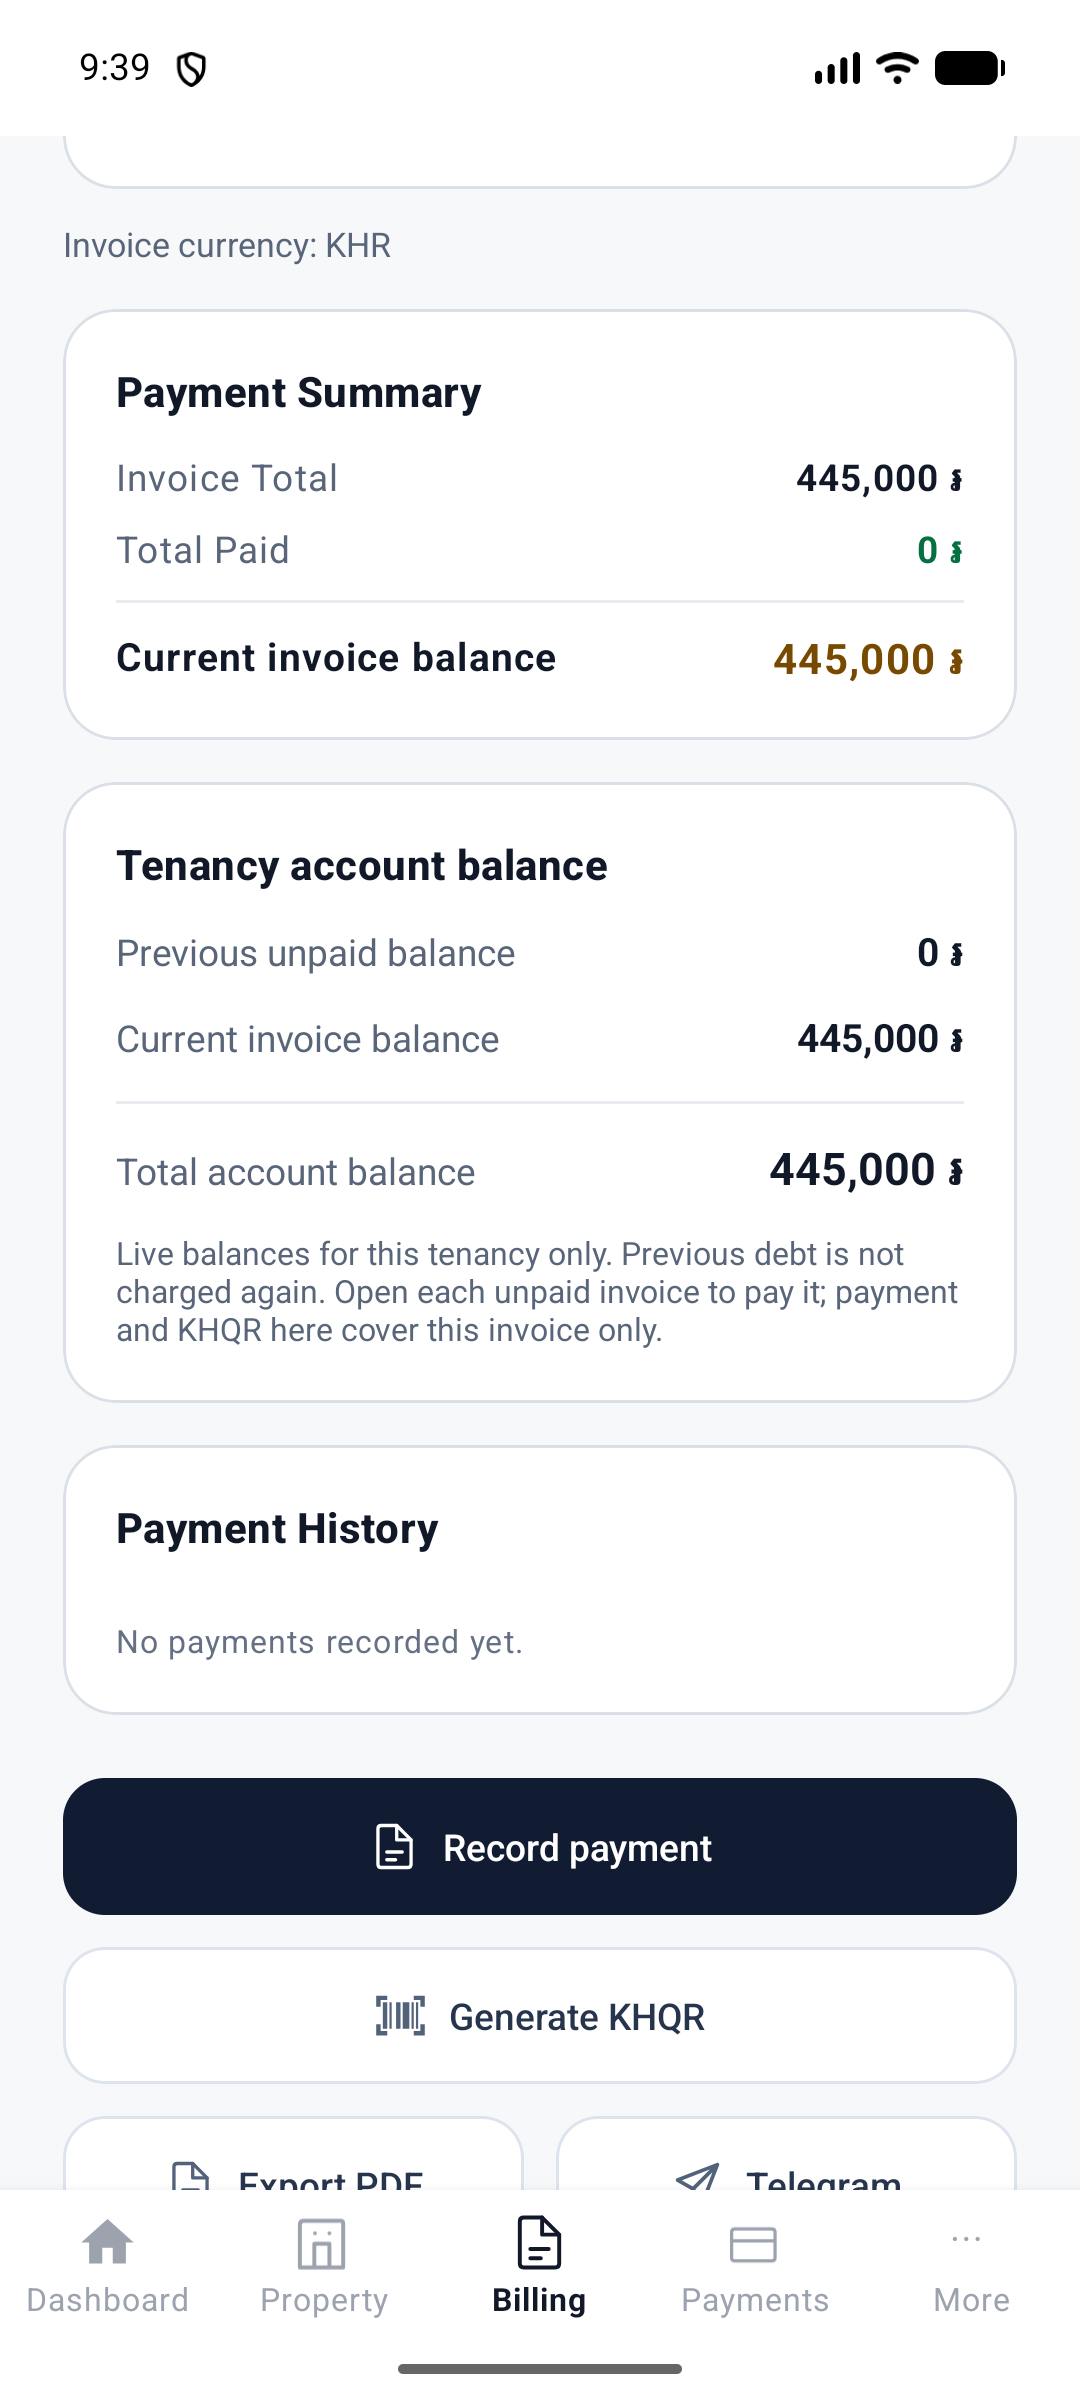 9:39
Invoice currency: KHR
Payment Summary
Invoice Total 445,000 ៛
Total Paid 0 ៛
Current invoice balance 445,000 ៛
Tenancy account balance
Previous unpaid balance 0 ៛
Current invoice balance 445,000 ៛
Total account balance 445,000 ៛
Live balances for this tenancy only. Previous debt is not
charged again. Open each unpaid invoice to pay it; payment
and KHQR here cover this invoice only.
Payment History
No payments recorded yet.
Record payment
Generate KHQR
Export PDF Telegram
Dashboard Property Billing Payments More